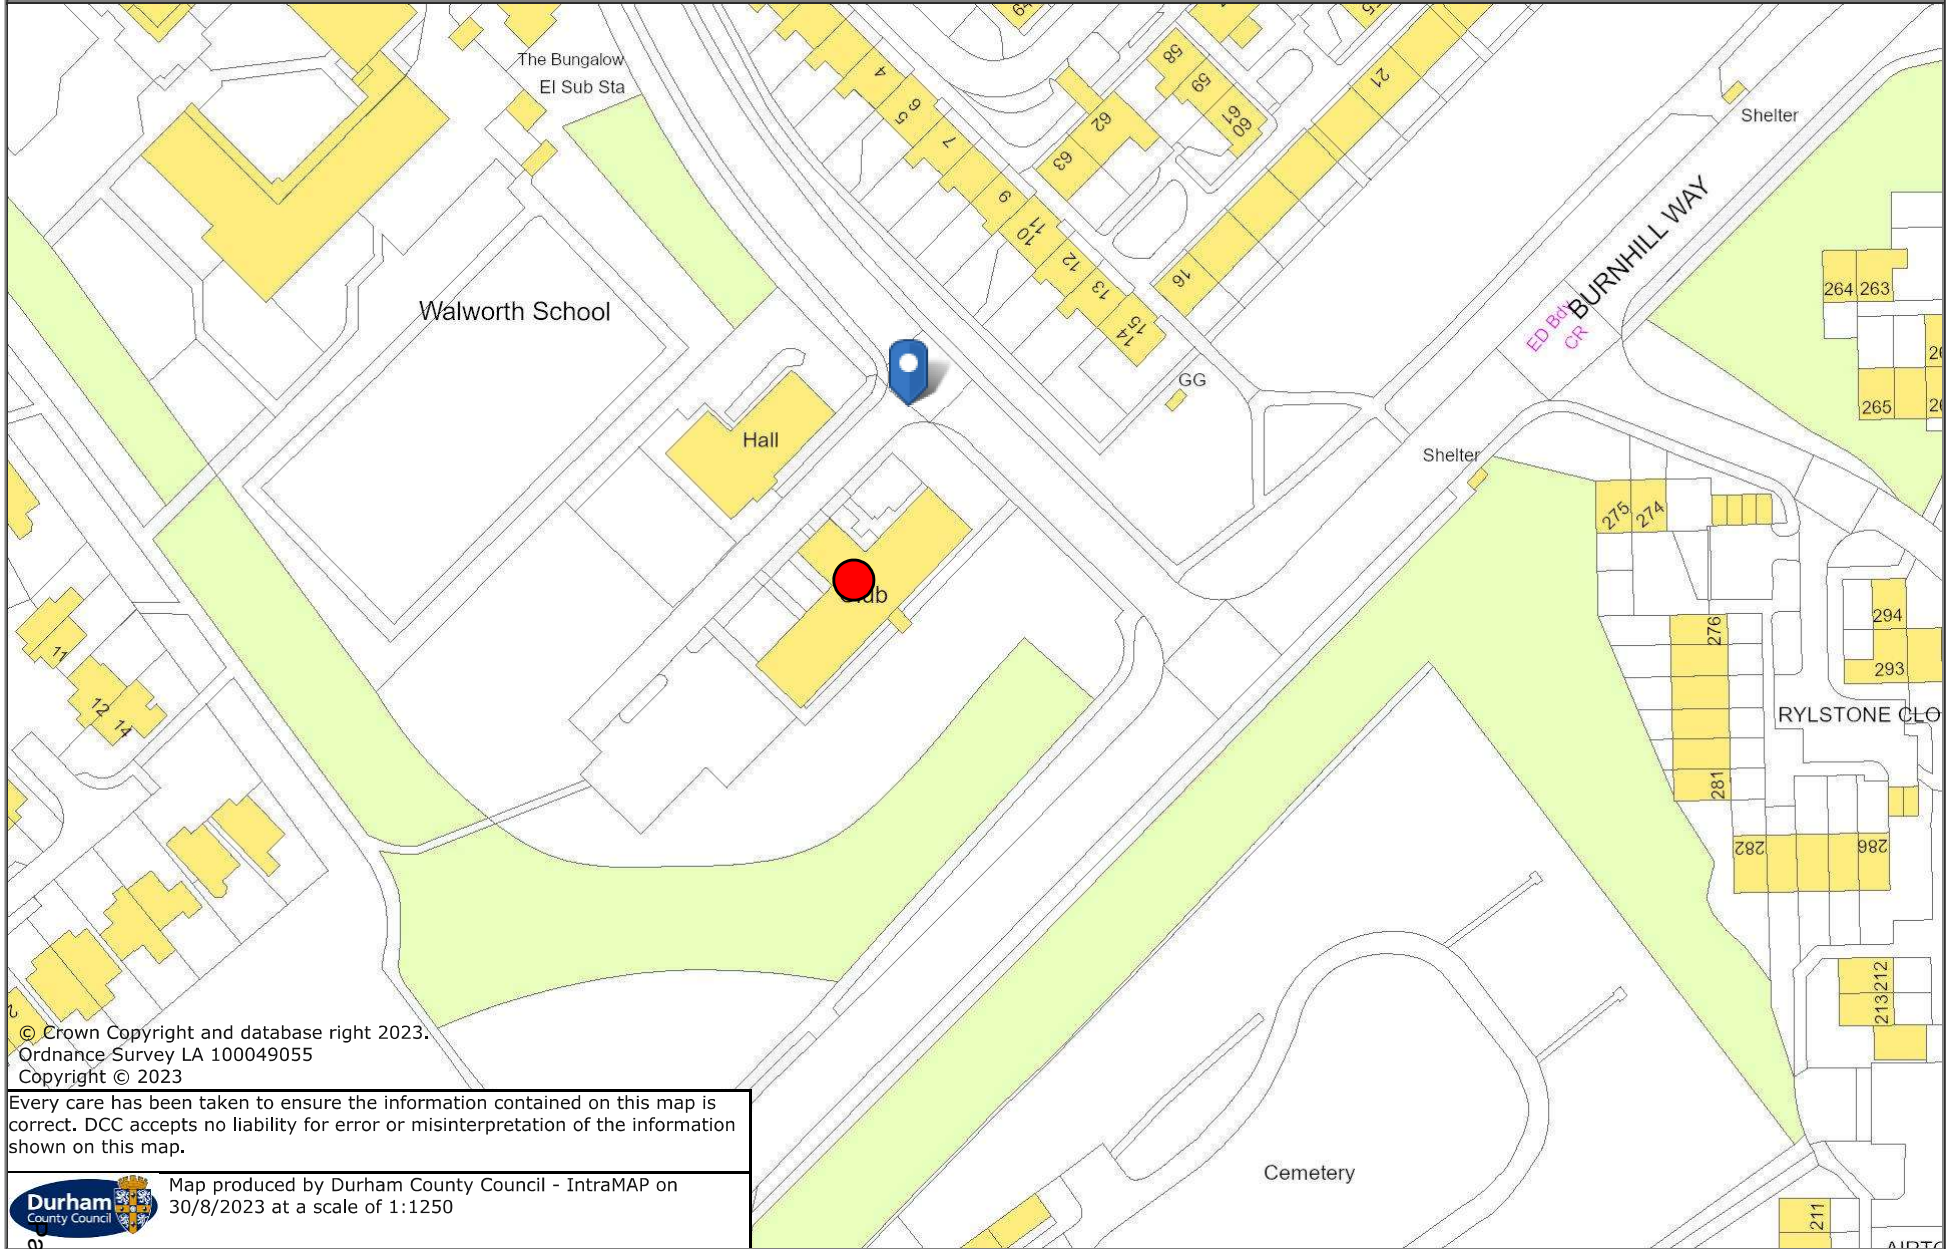 The Bungalow
El Sub Sta
4
5
6
7
9
10
11
12
13
14
15
16
21
58
59
60
61
62
63
Shelter
BURNHILL WAY
ED Bdy
CR
264
263
265
Walworth School
GG
Hall
Shelter
275
274
276
294
293
RYLSTONE CLO
281
282
286
11
12
14
212
213
211
Cemetery
© Crown Copyright and database right 2023.
Ordnance Survey LA 100049055
Copyright © 2023
Every care has been taken to ensure the information contained on this map is
correct. DCC accepts no liability for error or misinterpretation of the information
shown on this map.
Durham
County Council
Map produced by Durham County Council - IntraMAP on
30/8/2023 at a scale of 1:1250